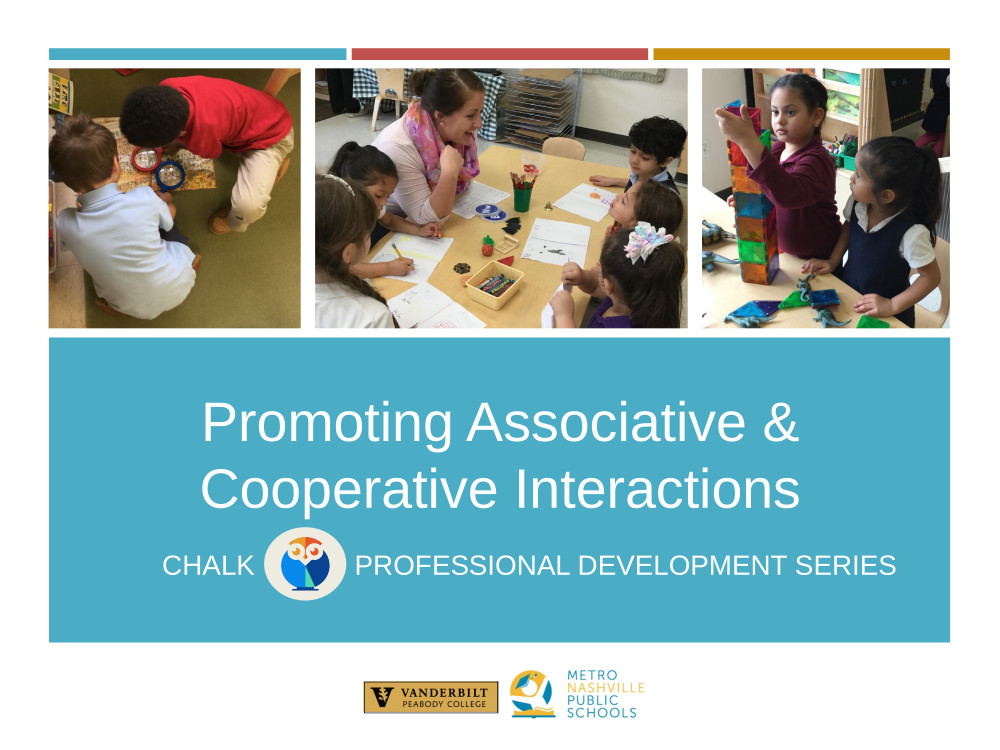 Promoting Associative &
Cooperative Interactions
CHALK PROFESSIONAL DEVELOPMENT SERIES
VANDERBILT
PEABODY COLLEGE
METRO
NASHVILLE
PUBLIC
SCHOOLS